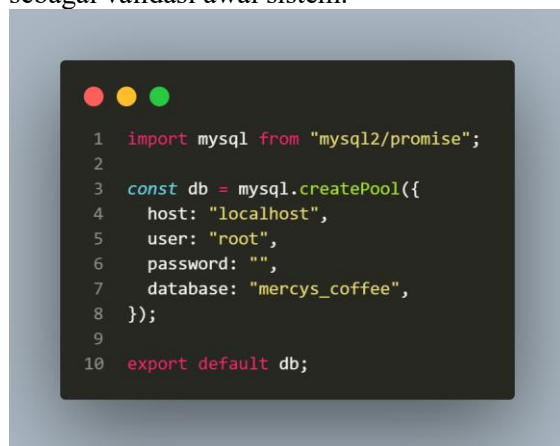 sebagai validasi awal sistem.
1 import mysql from "mysql2/promise";
2
3 const db = mysql.createPool({
4 host: "localhost",
5 user: "root",
6 password: "",
7 database: "mercys_coffee",
8 });
9
10 export default db;